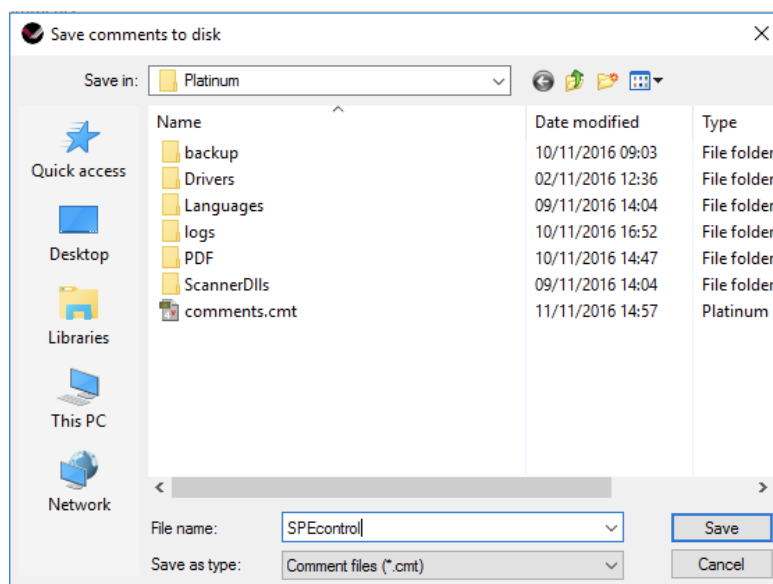 Save comments to disk
Save in: Platinum
Name Date modified Type
Quick access
backup 10/11/2016 09:03 File folder
Drivers 02/11/2016 12:36 File folder
Languages 09/11/2016 14:04 File folder
logs 10/11/2016 16:52 File folder
Desktop
PDF 10/11/2016 14:47 File folder
ScannerDlls 09/11/2016 14:04 File folder
comments.cmt 11/11/2016 14:57 Platinum
Libraries
This PC
Network
File name: SPEcontrol Save
Save as type: Comment files (*.cmt) Cancel